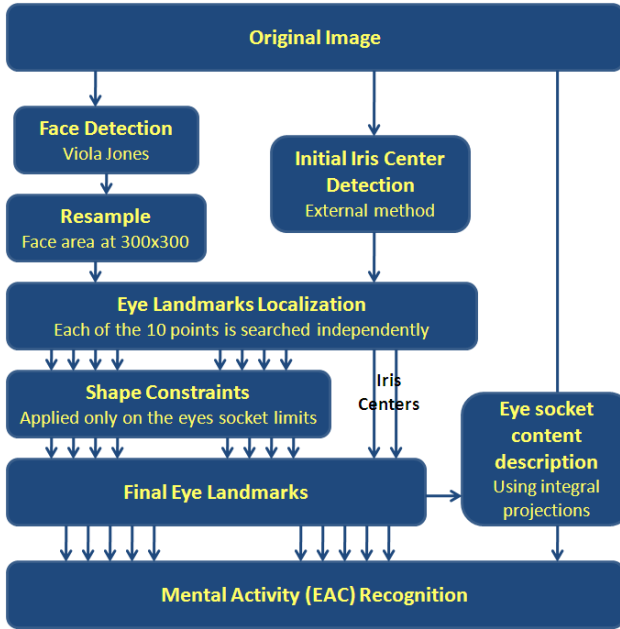 Original Image
Face Detection
Viola Jones
Initial Iris Center
Detection
External method
Resample
Face area at 300x300
Eye Landmarks Localization
Each of the 10 points is searched independently
Shape Constraints
Applied only on the eyes socket limits
Iris
Centers
Eye socket
content
description
Using integral
projections
Final Eye Landmarks
Mental Activity (EAC) Recognition